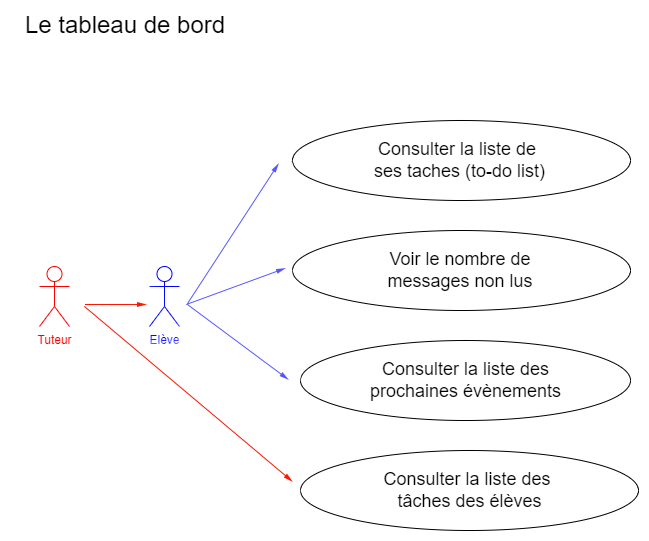 Le tableau de bord
Consulter la liste de
ses taches (to-do list)
Voir le nombre de
messages non lus
Tuteur
Elève
Consulter la liste des
prochaines évènements
Consulter la liste des
tâches des élèves